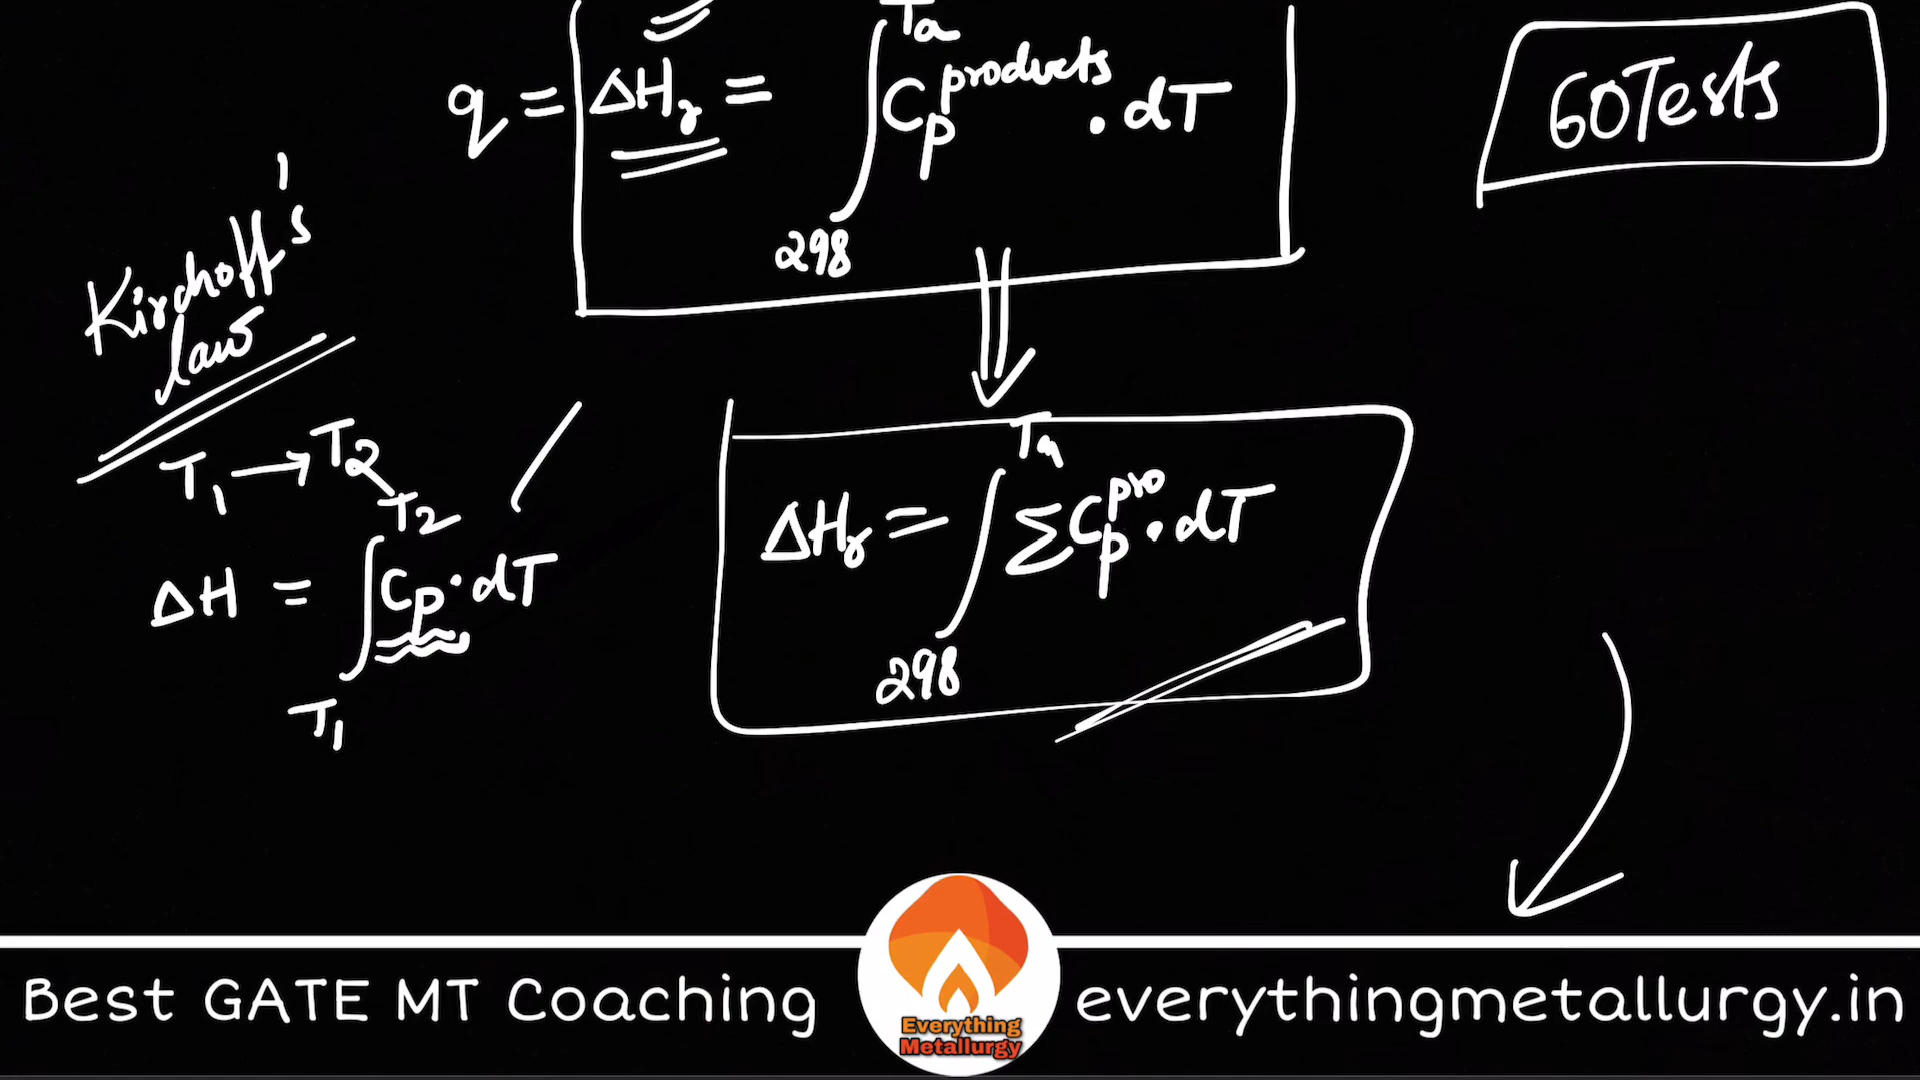 Ta
q = ΔHr = ∫ Cp^products . dT
298
60Tests
Kirchoff's
law
T1 → T2
T2
ΔH = ∫ Cp . dT
T1
Ta
ΔHr = ∫ ΣCp^pro . dT
298
Best GATE MT Coaching
Everything
Metallurgy
everythingmetallurgy.in